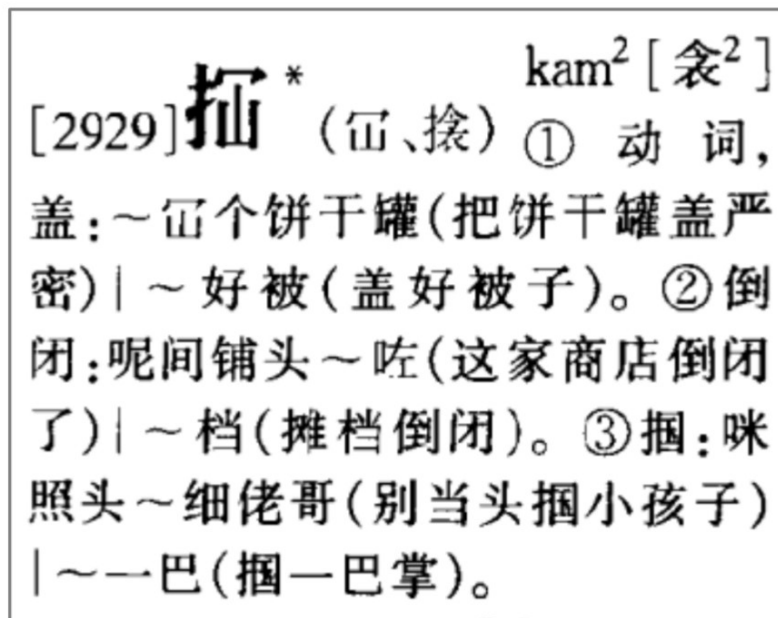 kam² [衾²]
[2929]𢫏* (冚、) ① 动 词,
盖:~冚个饼干罐(把饼干罐盖严
密)|~好被(盖好被子)。②倒
闭:呢间铺头~咗(这家商店倒闭
了)|~档(摊档倒闭)。③掴:咪
照头~细佬哥(别当头掴小孩子)
|~一巴(掴一巴掌)。